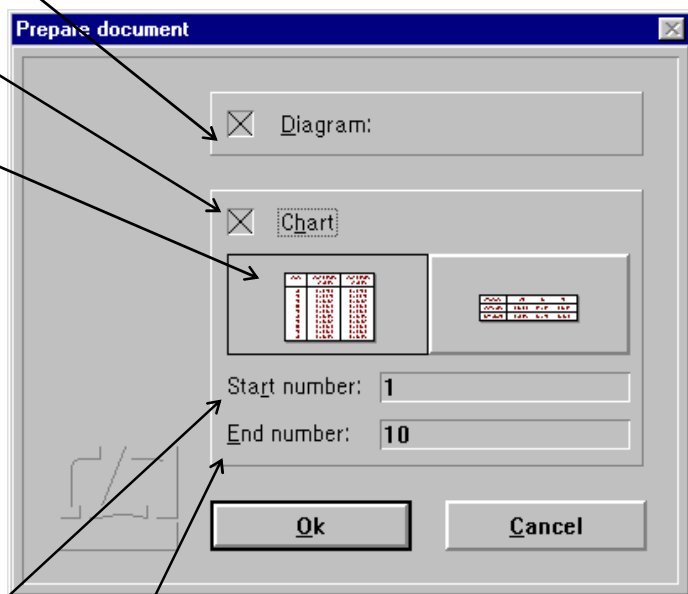 Prepare document
Diagram:
Chart
Start number: 1
End number: 10
Ok Cancel